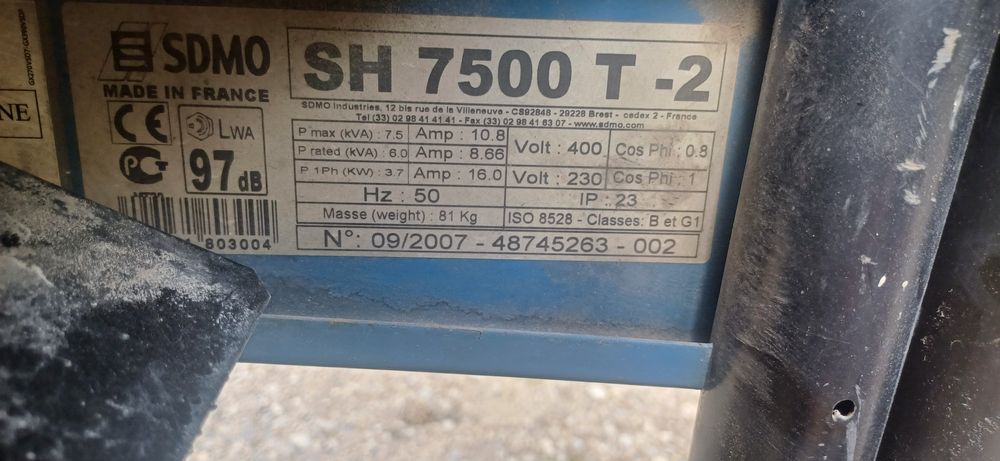 SDMO
MADE IN FRANCE
SH 7500 T -2
SDMO Industries, 12 bis rue de la Villeneuve - CS92848 - 29228 Brest - cedex 2 - France
Tel (33) 02 98 41 41 41 - Fax (33) 02 98 41 63 07 - www.sdmo.com
CE
LWA
97 dB
P max (kVA) : 7.5 Amp : 10.8 Volt : 400 Cos Phi : 0.8
P rated (kVA) : 6.0 Amp : 8.66
P 1Ph (KW) : 3.7 Amp : 16.0 Volt : 230 Cos Phi : 1
Hz : 50 IP : 23
Masse (weight) : 81 Kg ISO 8528 - Classes: B et G1
N°: 09/2007 - 48745263 - 002
803004
NE